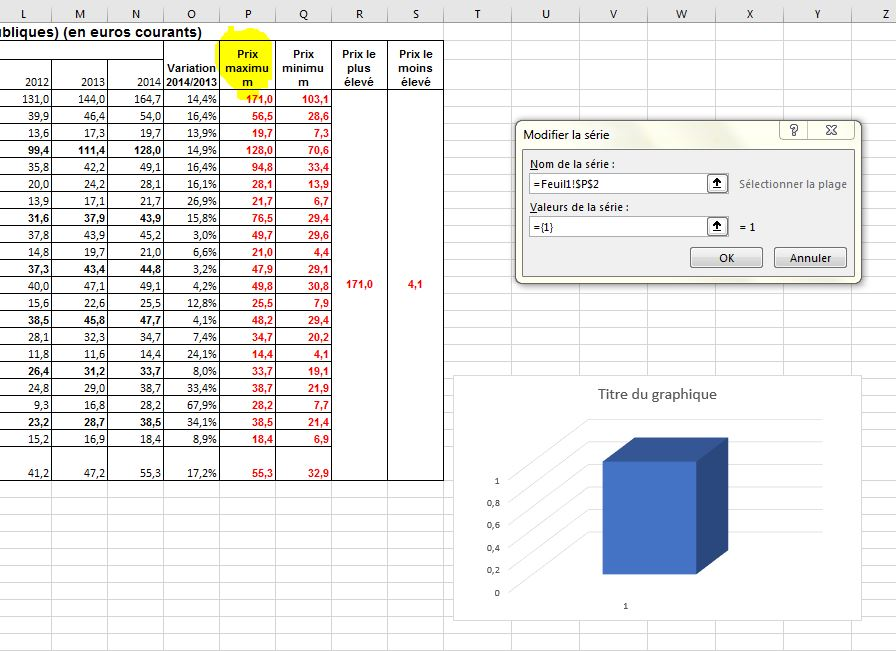 L M N O P Q R S T U V W X Y Z
bliques) (en euros courants)
2012 2013 2014 Variation 2014/2013 Prix maximu m Prix minimu m Prix le plus élevé Prix le moins élevé
131,0 144,0 164,7 14,4% 171,0 103,1
39,9 46,4 54,0 16,4% 56,5 28,6
13,6 17,3 19,7 13,9% 19,7 7,3
99,4 111,4 128,0 14,9% 128,0 70,6
35,8 42,2 49,1 16,4% 94,8 33,4
20,0 24,2 28,1 16,1% 28,1 13,9
13,9 17,1 21,7 26,9% 21,7 6,7
31,6 37,9 43,9 15,8% 76,5 29,4
37,8 43,9 45,2 3,0% 49,7 29,6
14,8 19,7 21,0 6,6% 21,0 4,4
37,3 43,4 44,8 3,2% 47,9 29,1
40,0 47,1 49,1 4,2% 49,8 30,8 171,0 4,1
15,6 22,6 25,5 12,8% 25,5 7,9
38,5 45,8 47,7 4,1% 48,2 29,4
28,1 32,3 34,7 7,4% 34,7 20,2
11,8 11,6 14,4 24,1% 14,4 4,1
26,4 31,2 33,7 8,0% 33,7 19,1
24,8 29,0 38,7 33,4% 38,7 21,9
9,3 16,8 28,2 67,9% 28,2 7,7
23,2 28,7 38,5 34,1% 38,5 21,4
15,2 16,9 18,4 8,9% 18,4 6,9
41,2 47,2 55,3 17,2% 55,3 32,9
Modifier la série
?
Nom de la série :
=Feuil1!$P$2 Sélectionner la plage
Valeurs de la série :
={1} = 1
OK Annuler
Titre du graphique
1
0,8
0,6
0,4
0,2
0
1